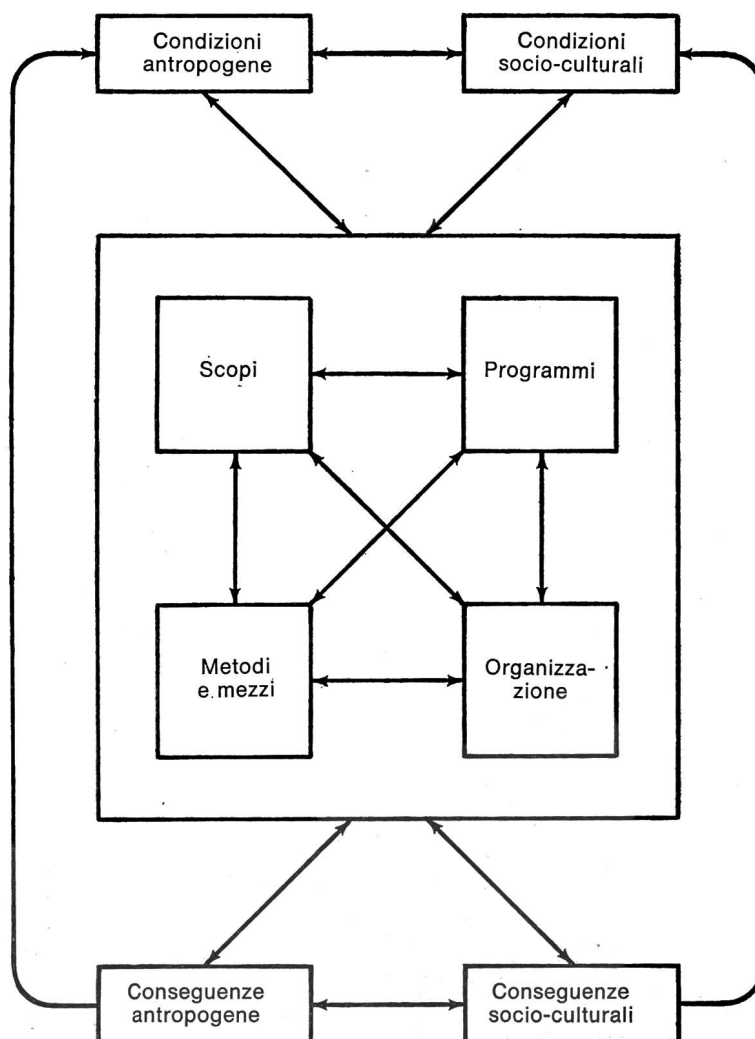 Condizioni
antropogene
Condizioni
socio-culturali
Scopi
Programmi
Metodi
e mezzi
Organizza-
zione
Conseguenze
antropogene
Conseguenze
socio-culturali